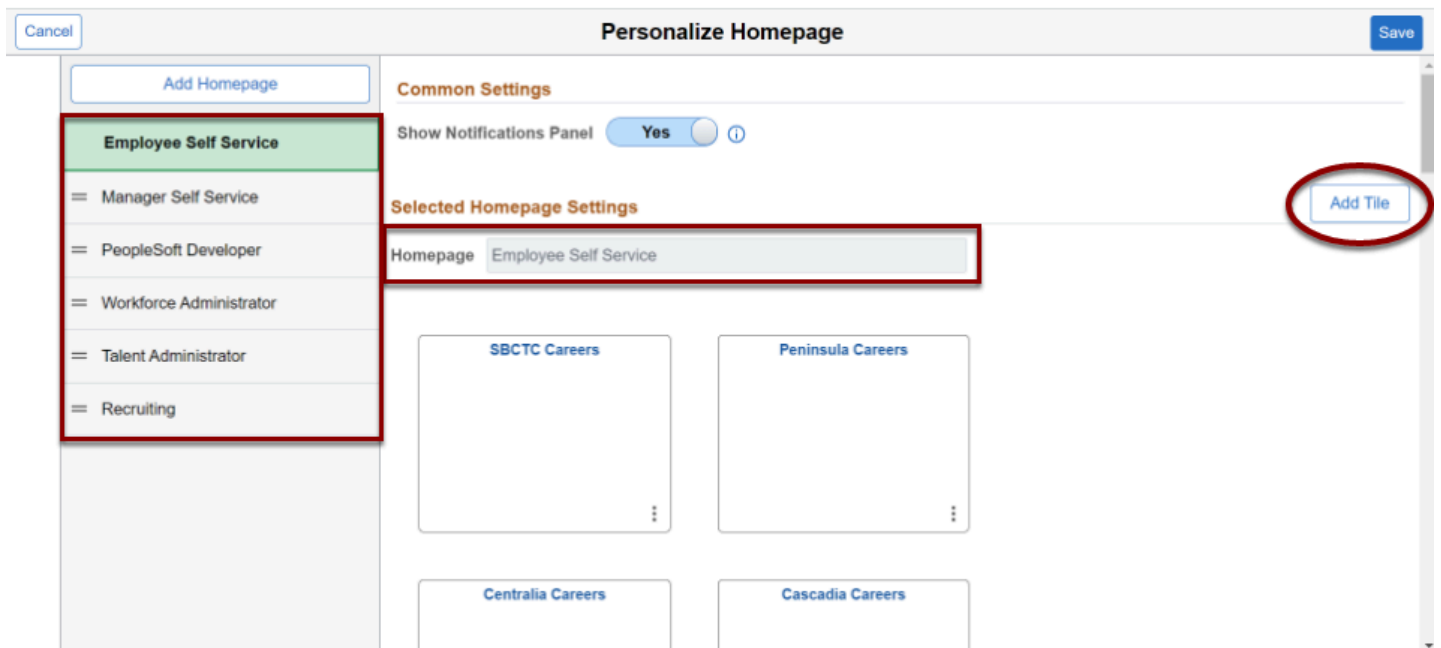 Cancel
Personalize Homepage
Save
Add Homepage
Employee Self Service
Manager Self Service
PeopleSoft Developer
Workforce Administrator
Talent Administrator
Recruiting
Common Settings
Show Notifications Panel Yes
Selected Homepage Settings
Add Tile
Homepage Employee Self Service
SBCTC Careers
Peninsula Careers
Centralia Careers
Cascadia Careers